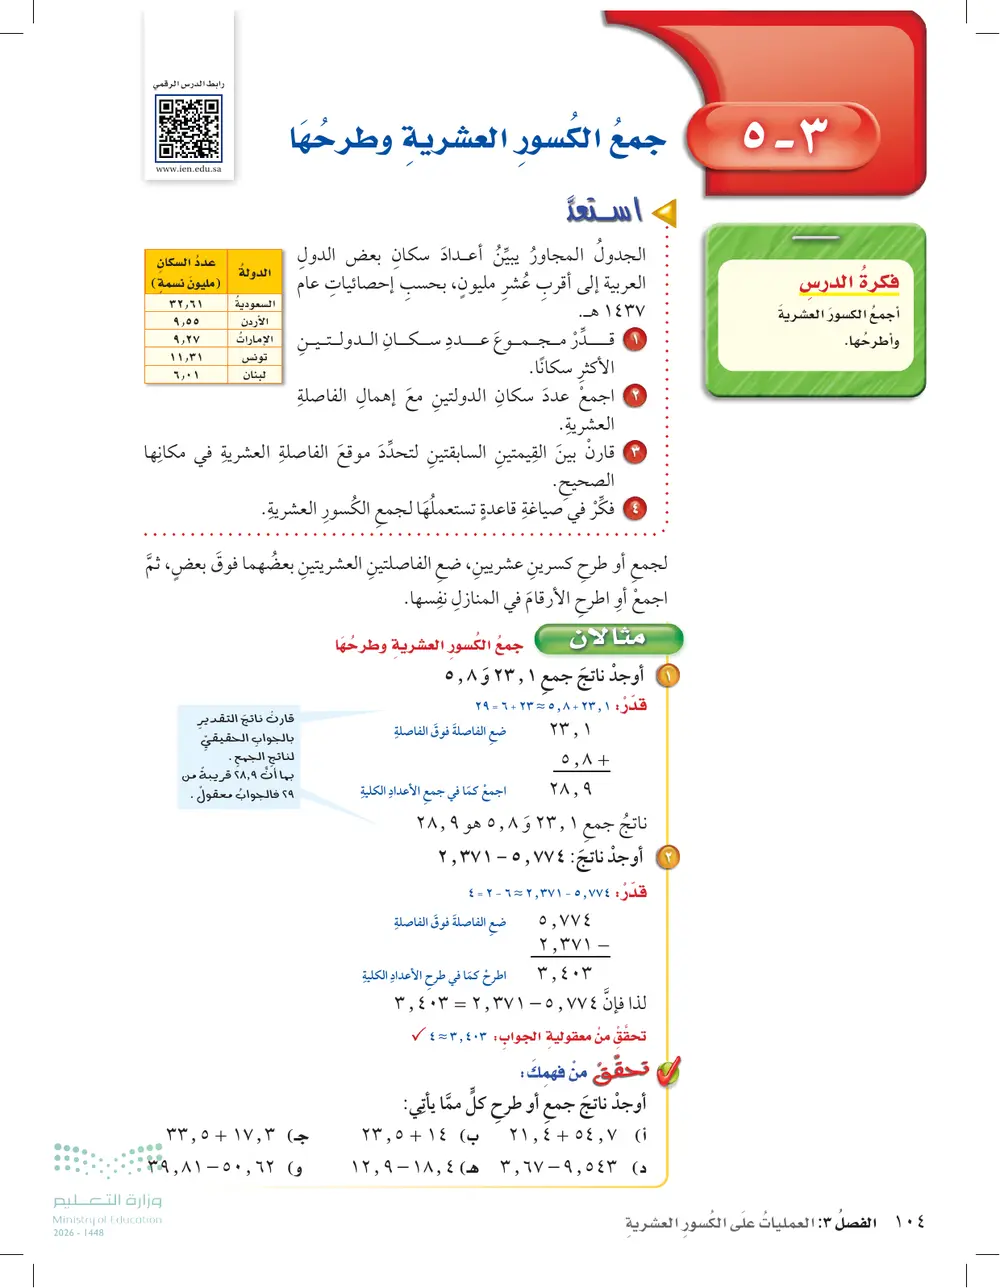 رابط الدرس الرقمي
www.ien.edu.sa
٣ - ٥
جمعُ الكُسورِ العشريةِ وطرحُهَا
فكرةُ الدرسِ
أجمعُ الكسورَ العشريةَ
وأطرحُها.
استعدَّ
الجدولُ المجاورُ يبيِّنُ أعدادَ سكانِ بعضِ الدولِ
العربيةِ إلى أقربِ عُشرِ مليونٍ، بحسبِ إحصائياتِ عام
١٤٣٧ هـ.
١ قدِّرْ مجموعَ عددِ سكانِ الدولتينِ
الأكثرِ سكانًا.
٢ اجمعْ عددَ سكانِ الدولتينِ معَ إهمالِ الفاصلةِ
العشريةِ.
٣ قارنْ بينَ القِيمتينِ السابقتينِ لتحدِّدَ موقعَ الفاصلةِ العشريةِ في مكانِها
الصحيحِ.
٤ فكِّرْ في صياغةِ قاعدةٍ تستعملُهَا لجمعِ الكُسورِ العشريةِ.
الدولةُ عددُ السكانِ (مليونَ نسمةٍ)
السعوديةُ ٣٢,٦١
الأردن ٩,٥٥
الإماراتُ ٩,٢٧
تونس ١١,٣١
لبنان ٦,٠١
لجمعِ أو طرحِ كسرينِ عشريينِ، ضعِ الفاصلتينِ العشريتينِ بعضُهما فوقَ بعضٍ، ثمَّ
اجمعْ أوِ اطرحِ الأرقامَ في المنازلِ نفِسها.
مثالان جمعُ الكُسورِ العشريةِ وطرحُهَا
١ أوجدْ ناتجَ جمعِ ٢٣,١ وَ ٥,٨
قدّرْ: ٢٣,١ + ٥,٨ ≈ ٢٣ + ٦ = ٢٩
٢٣,١ ضعِ الفاصلةَ فوقَ الفاصلةِ
+ ٥,٨
٢٨,٩ اجمعْ كمَا في جمعِ الأعدادِ الكليةِ
قارنْ ناتجَ التقديرِ
بالجوابِ الحقيقيِّ
لناتجِ الجمعِ.
بما أنَّ ٢٨,٩ قريبةٌ من
٢٩ فالجوابُ معقولٌ.
ناتجُ جمعِ ٢٣,١ وَ ٥,٨ هو ٢٨,٩
٢ أوجدْ ناتجَ: ٥,٧٧٤ – ٢,٣٧١
قدّرْ: ٥,٧٧٤ – ٢,٣٧١ ≈ ٦ – ٢ = ٤
٥,٧٧٤ ضعِ الفاصلةَ فوقَ الفاصلةِ
– ٢,٣٧١
٣,٤٠٣ اطرحْ كمَا في طرحِ الأعدادِ الكليةِ
لذا فإنَّ ٥,٧٧٤ – ٢,٣٧١ = ٣,٤٠٣
تحقَّقْ منْ معقوليةِ الجوابِ: ٣,٤٠٣ ≈ ٤ ✓
تحقَّقْ منْ فهمِكَ:
أوجدْ ناتجَ جمعِ أو طرحِ كلٍّ ممَّا يأتِي:
أ) ٥٤,٧ + ٢١,٤ ب) ١٤ + ٢٣,٥ جـ) ١٧,٣ + ٣٣,٥
د) ٩,٥٤٣ – ٣,٦٧ هـ) ١٨,٤ – ١٢,٩ و) ٥٠,٦٢ – ٣٩,٨١
وزارة التعليم
Ministry of Education
2026 - 1448
١٠٤ الفصلُ ٣: العملياتُ علَى الكُسورِ العشريةِ